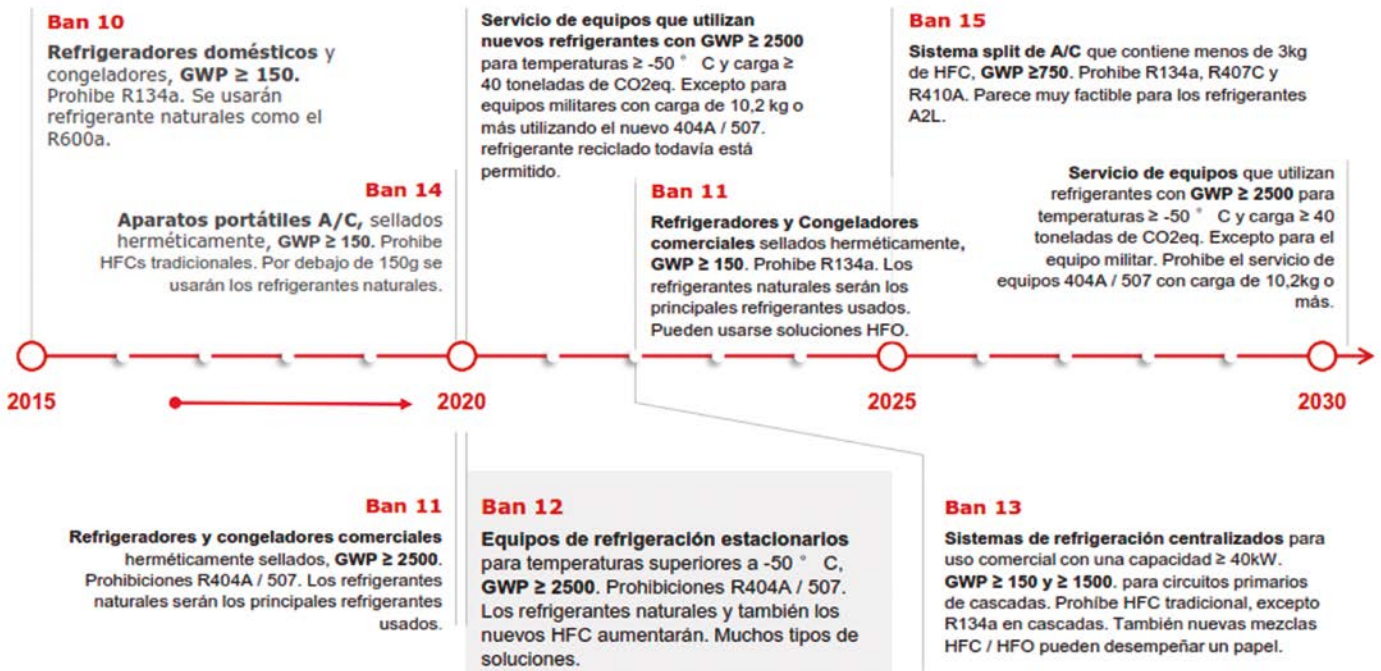 Ban 10
Refrigeradores domésticos y
congeladores, GWP ≥ 150.
Prohibe R134a. Se usarán
refrigerante naturales como el
R600a.
Ban 14
Aparatos portátiles A/C, sellados
herméticamente, GWP ≥ 150. Prohibe
HFCs tradicionales. Por debajo de 150g se
usarán los refrigerantes naturales.
Servicio de equipos que utilizan
nuevos refrigerantes con GWP ≥ 2500
para temperaturas ≥ -50 ° C y carga ≥
40 toneladas de CO2eq. Excepto para
equipos militares con carga de 10,2 kg o
más utilizando el nuevo 404A / 507.
refrigerante reciclado todavía está
permitido.
Ban 11
Refrigeradores y Congeladores
comerciales sellados herméticamente,
GWP ≥ 150. Prohibe R134a. Los
refrigerantes naturales serán los
principales refrigerantes usados.
Pueden usarse soluciones HFO.
Ban 15
Sistema split de A/C que contiene menos de 3kg
de HFC, GWP ≥750. Prohibe R134a, R407C y
R410A. Parece muy factible para los refrigerantes
A2L.
Servicio de equipos que utilizan
refrigerantes con GWP ≥ 2500 para
temperaturas ≥ -50 ° C y carga ≥ 40
toneladas de CO2eq. Excepto para el
equipo militar. Prohibe el servicio de
equipos 404A / 507 con carga de 10,2kg o
más.
2015
2020
2025
2030
Ban 11
Refrigeradores y congeladores comerciales
herméticamente sellados, GWP ≥ 2500.
Prohibiciones R404A / 507. Los refrigerantes
naturales serán los principales refrigerantes
usados.
Ban 12
Equipos de refrigeración estacionarios
para temperaturas superiores a -50 ° C,
GWP ≥ 2500. Prohibiciones R404A / 507.
Los refrigerantes naturales y también los
nuevos HFC aumentarán. Muchos tipos de
soluciones.
Ban 13
Sistemas de refrigeración centralizados para
uso comercial con una capacidad ≥ 40kW.
GWP ≥ 150 y ≥ 1500. para circuitos primarios
de cascadas. Prohíbe HFC tradicional, excepto
R134a en cascadas. También nuevas mezclas
HFC / HFO pueden desempeñar un papel.